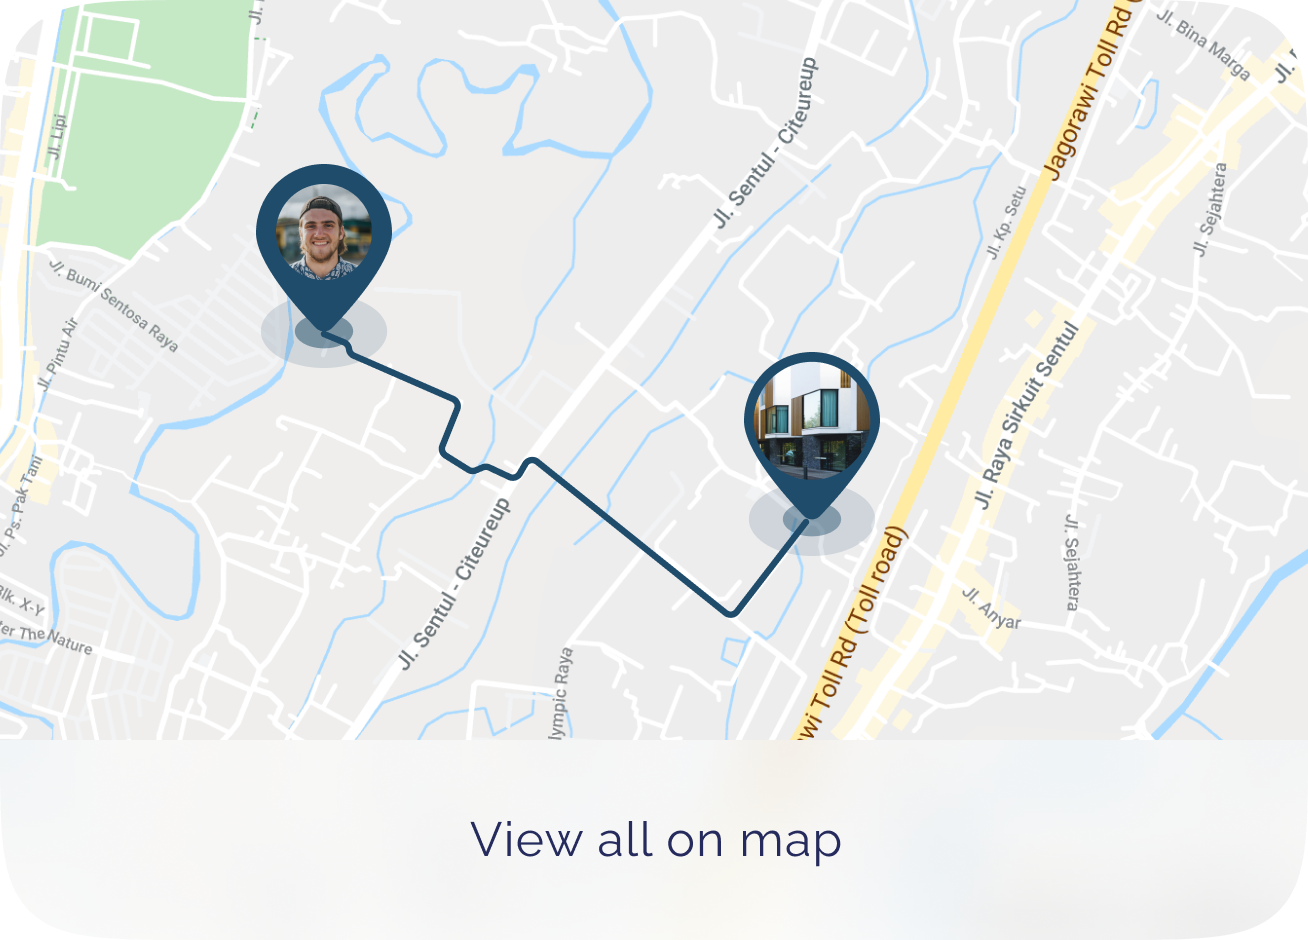 Jl. Bina Marga
Jagorawi Toll Rd
Jl. Lipi
Jl. Sentul - Citeureup
Jl. Kp. Setu
Jl. Sejahtera
Jl. Bumi Sentosa Raya
Jl. Pintu Air
Jl. Raya Sirkuit Sentul
Jl. Ps. Pak Tani
Jl. Sentul - Citeureup
Jl. Sejahtera
Toll Rd (Toll road)
Blk. X-Y
The Nature
Jl. Anyar
lympic Raya
View all on map